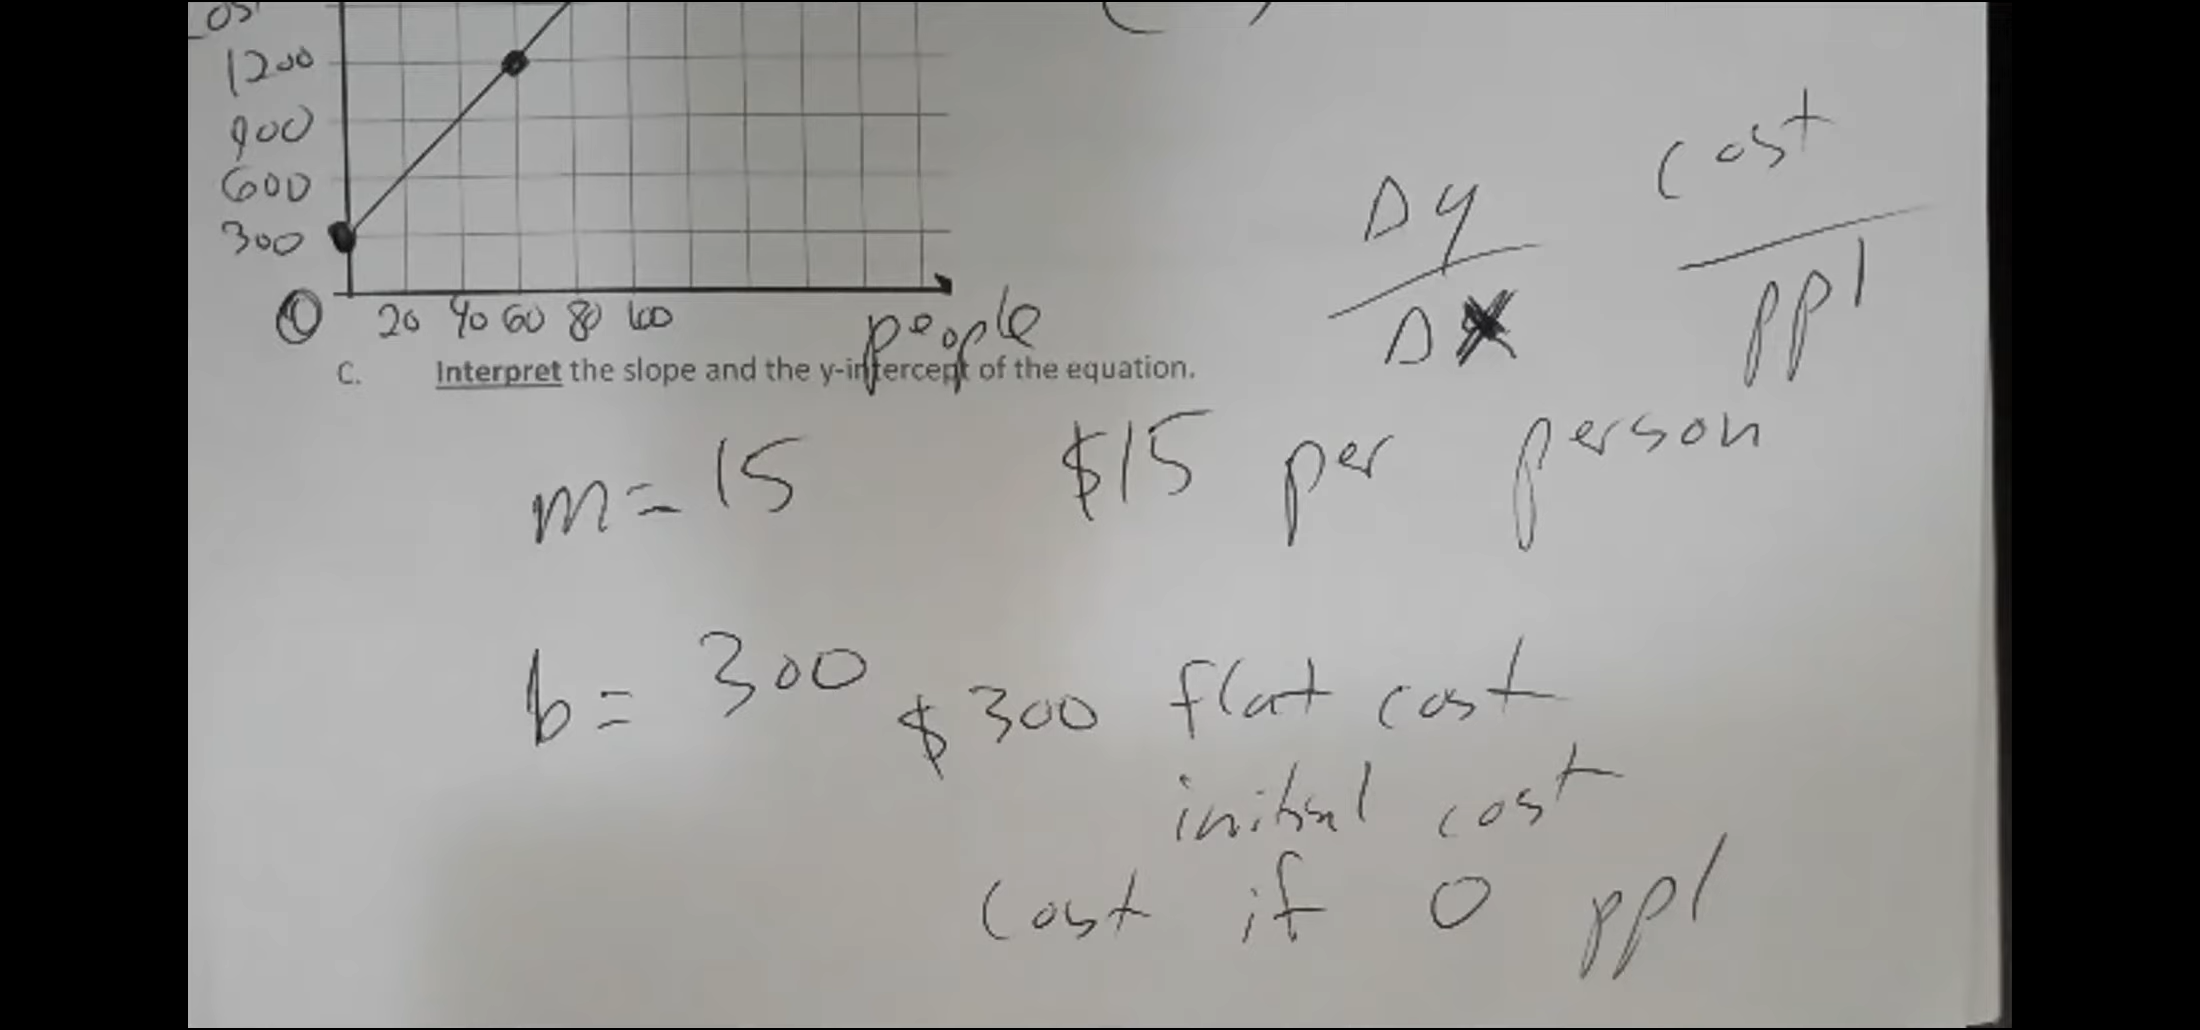 1200
900
600
300
0 20 40 60 80 100 people
Δy
Δx
cost
ppl
C. Interpret the slope and the y-intercept of the equation.
m = 15 $15 per person
b = 300 $300 flat cost
initial cost
cost if 0 ppl